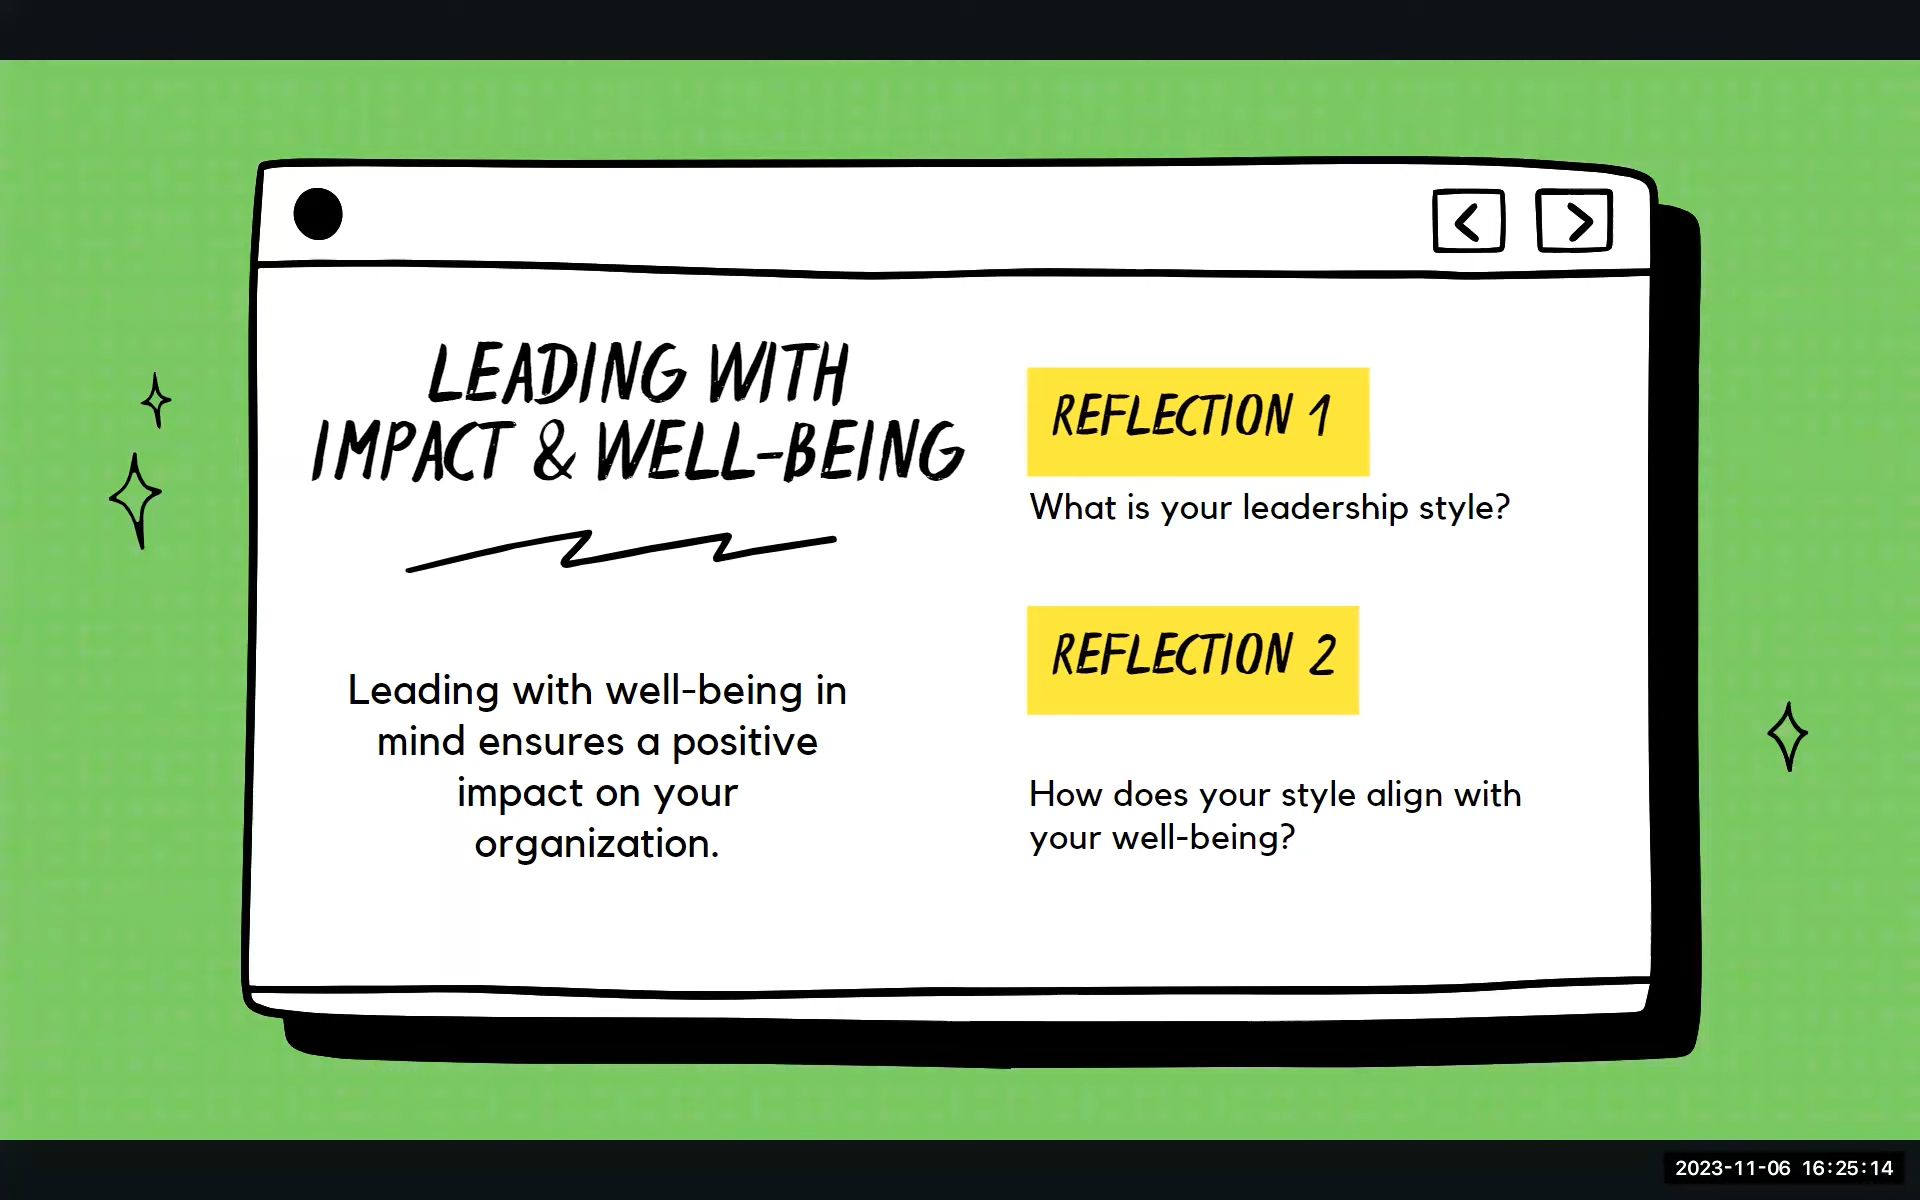 LEADING WITH
IMPACT & WELL-BEING
Leading with well-being in
mind ensures a positive
impact on your
organization.
REFLECTION 1
What is your leadership style?
REFLECTION 2
How does your style align with
your well-being?
2023-11-06 16:25:14